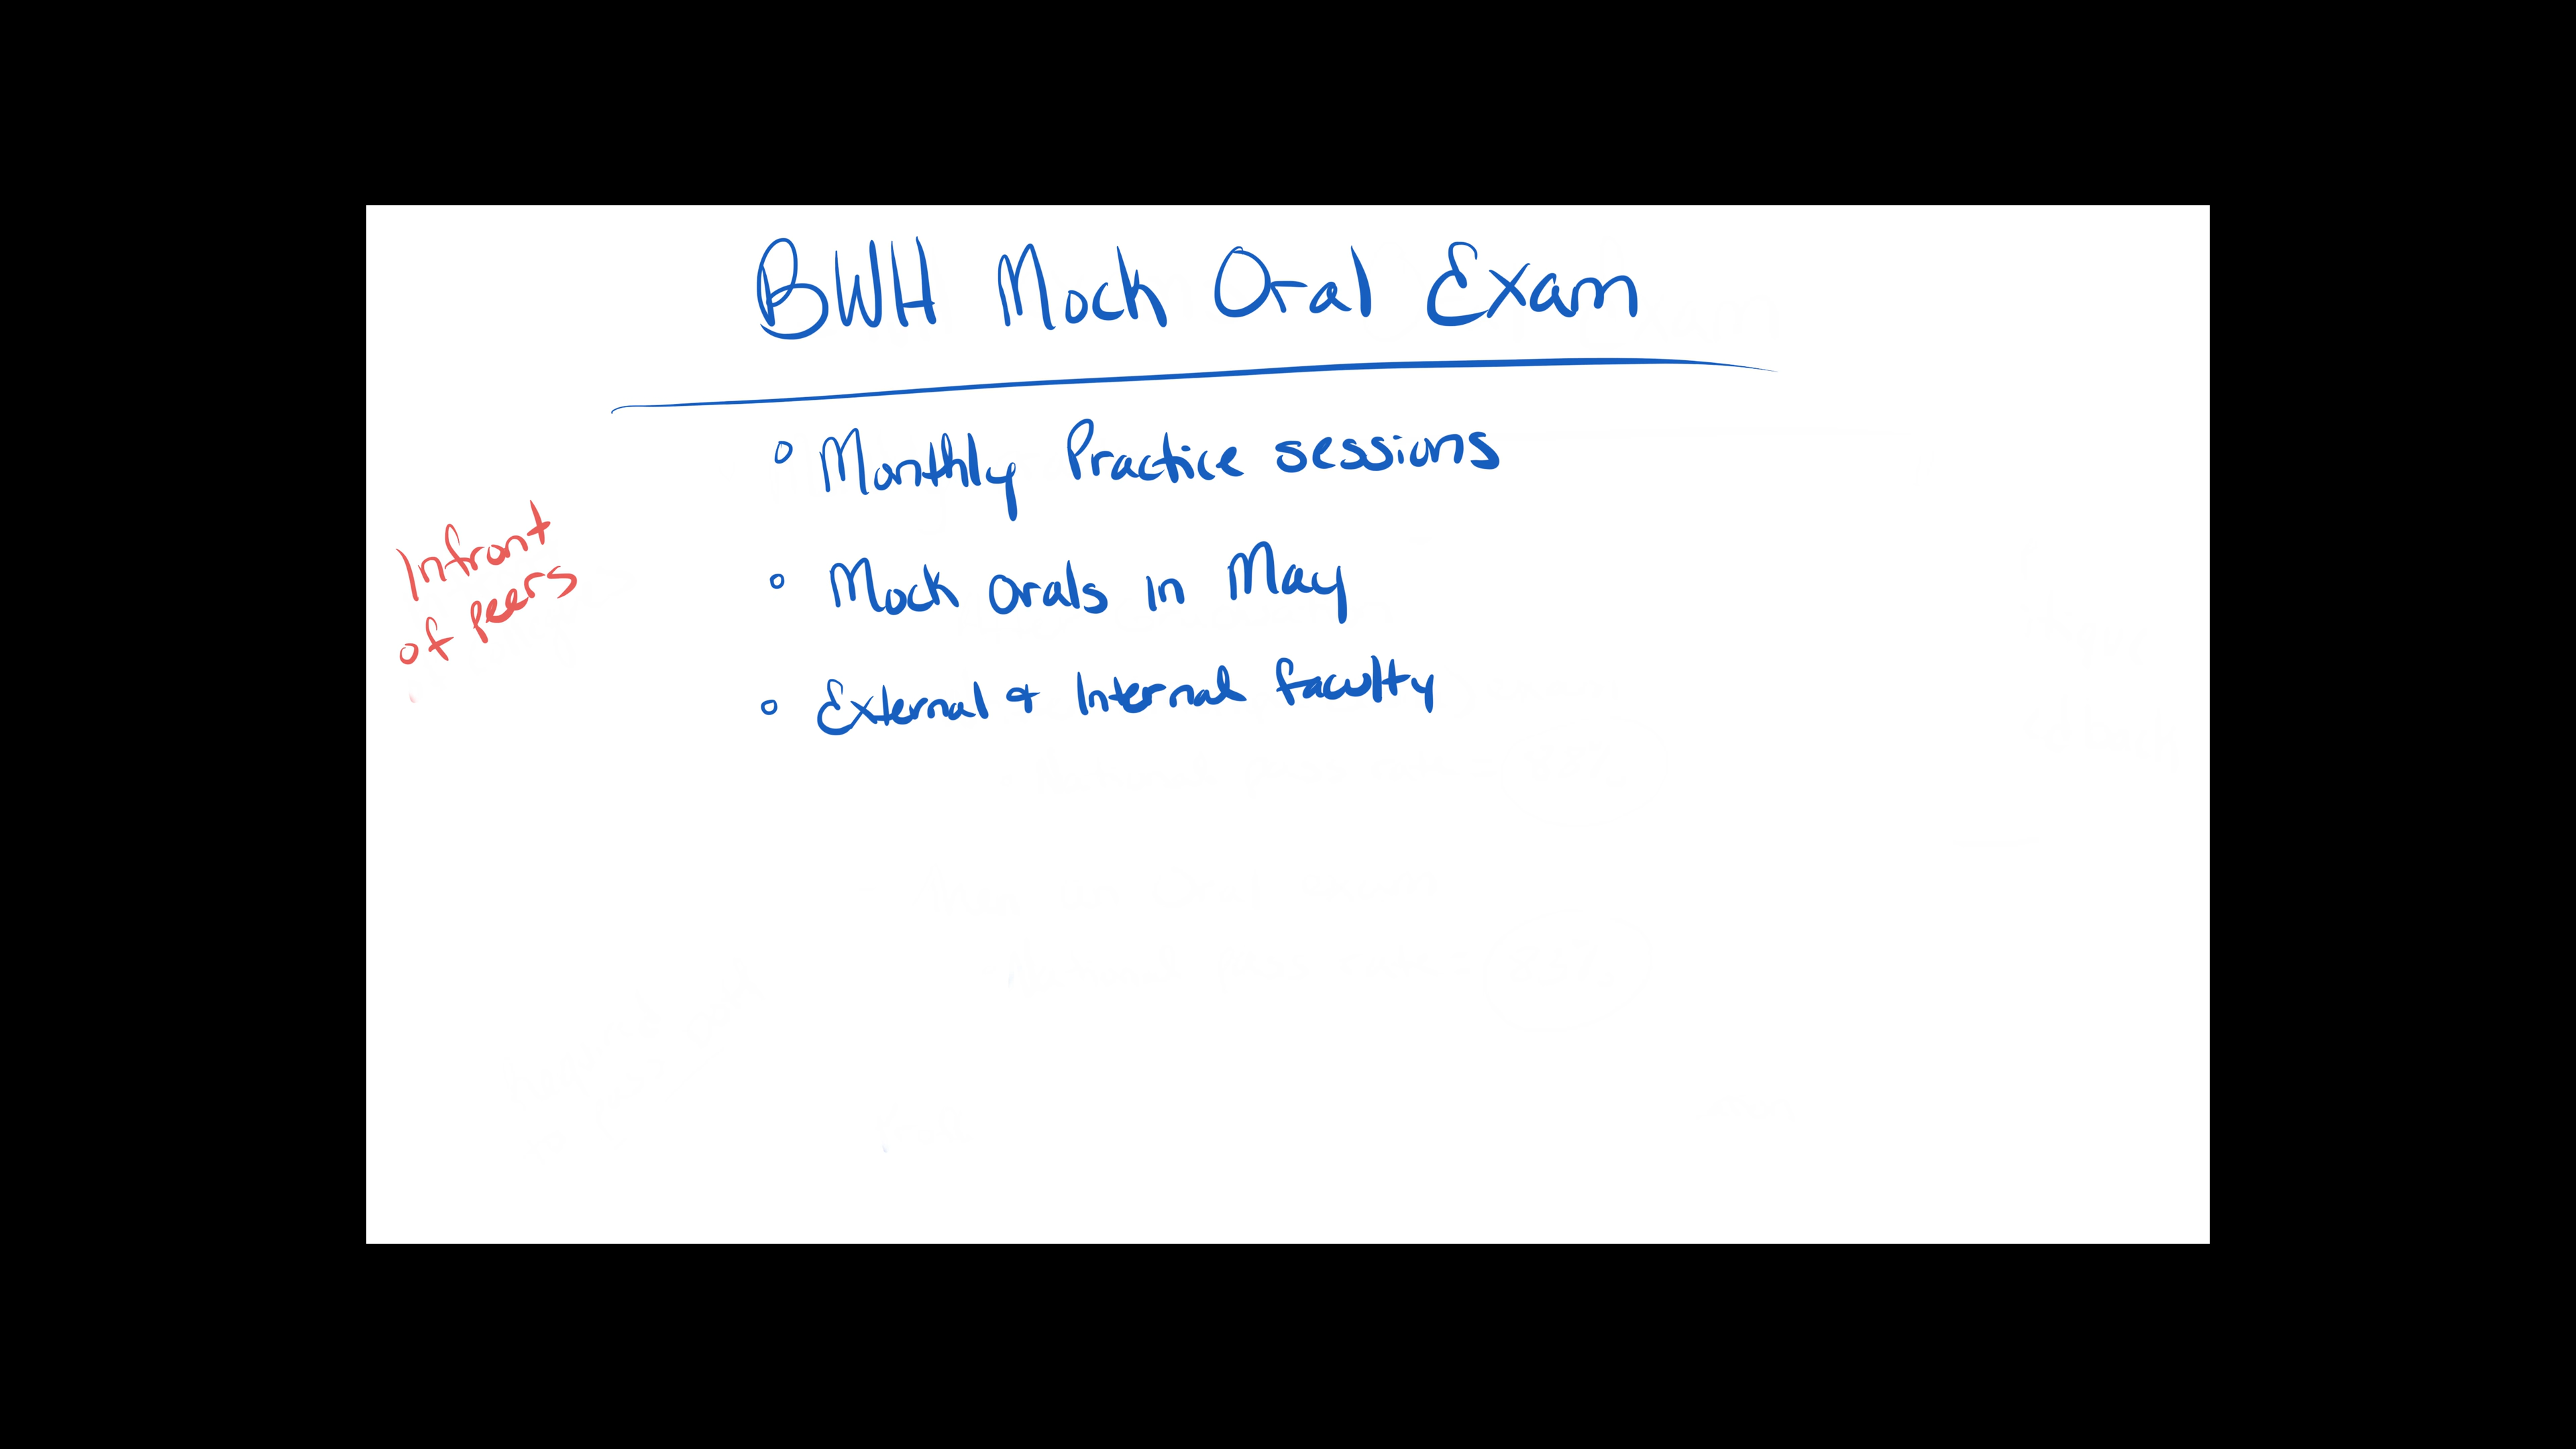 BWH Mock Oral Exam
◦ Monthly Practice sessions
Infront
of peers
◦ Mock orals in May
◦ External & Internal faculty